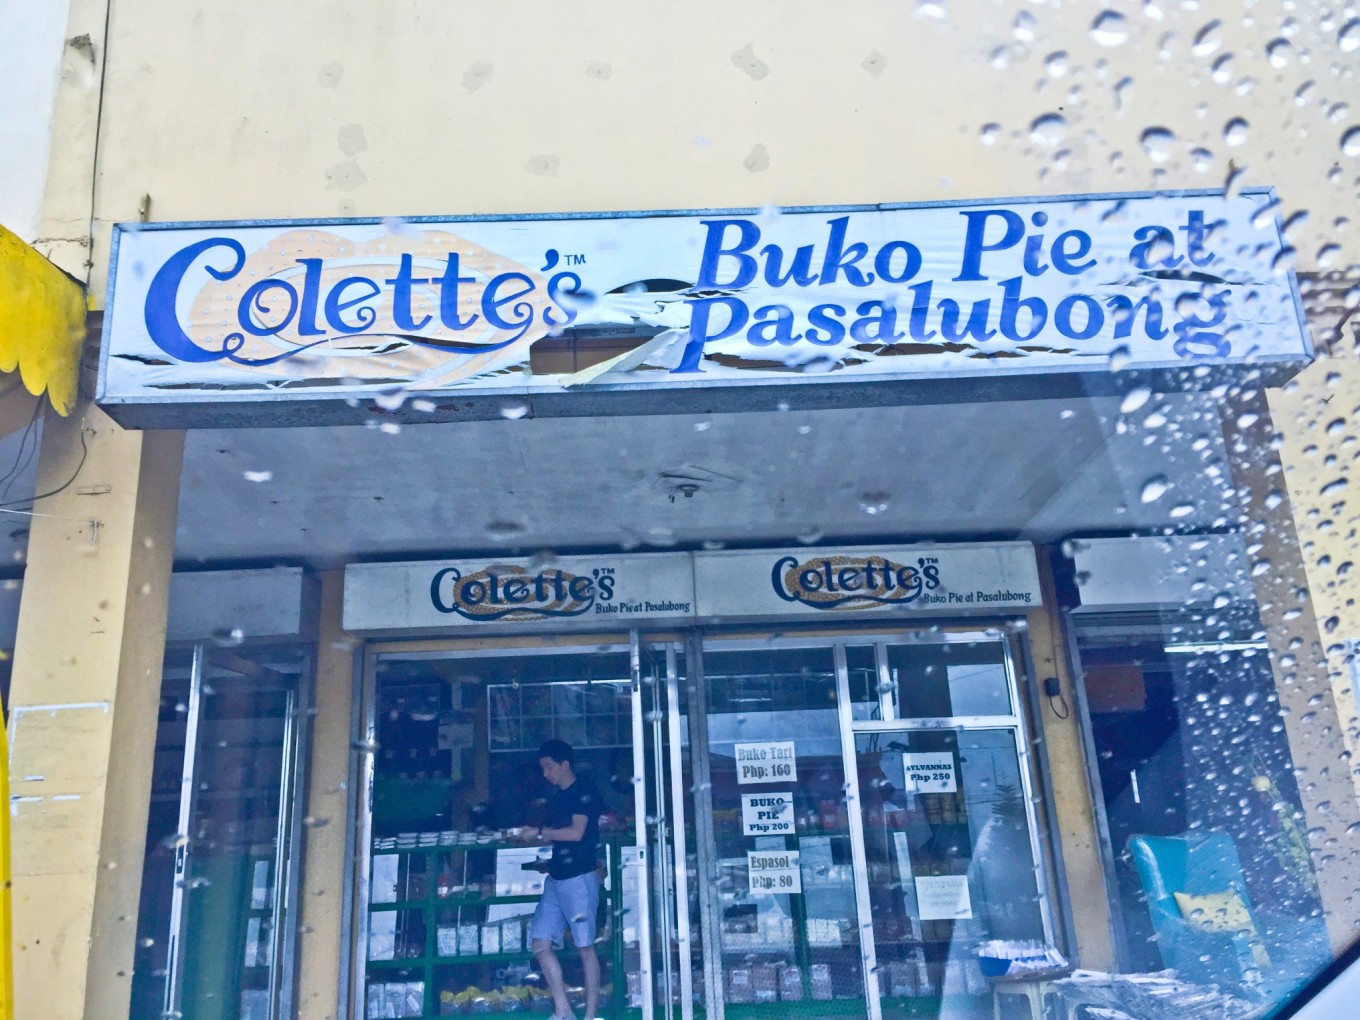 Colette's™
Buko Pie at
Pasalubong
Colette's™
Buko Pie at Pasalubong
Colette's™
Buko Pie at Pasalubong
Buko Tart
Php: 160
BUKO
PIE
Php 200
Espasol
Php: 80
SYLVANNAS
Php 250